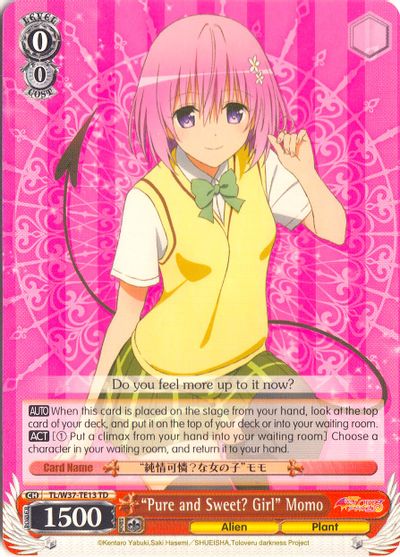 LEVEL
0
0
COST
Do you feel more up to it now?
AUTO When this card is placed on the stage from your hand, look at the top
card of your deck, and put it on the top of your deck or into your waiting room.
ACT [① Put a climax from your hand into your waiting room] Choose a
character in your waiting room, and return it to your hand.
Card Name
“純情可憐？な女の子”モモ
CH TL/W37-TE13 TD
1500
“Pure and Sweet? Girl” Momo
Alien
Plant
©Kentaro Yabuki,Saki Hasemi／SHUEISHA,Toloveru darkness Project